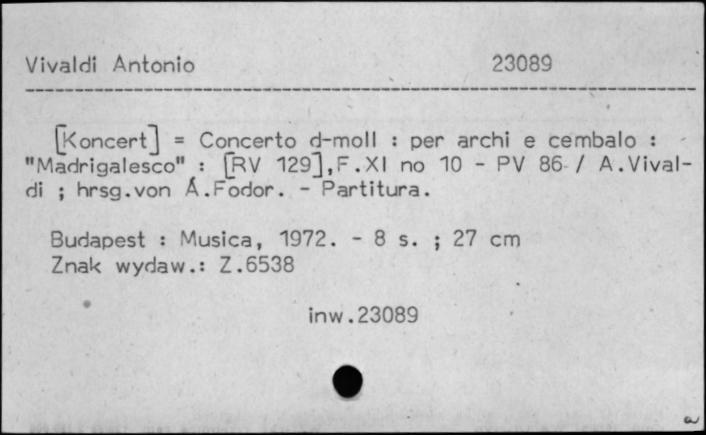 Vivaldi Antonio 23089
[Koncert] = Concerto d-moll : per archi e cembalo :
"Madrigalesco" : [RV 129],F.XI no 10 - PV 86 / A.Vival-
di ; hrsg.von Á.Fodor. - Partitura.
Budapest : Musica, 1972. - 8 s. ; 27 cm
Znak wydaw.: Z.6538
inw.23089